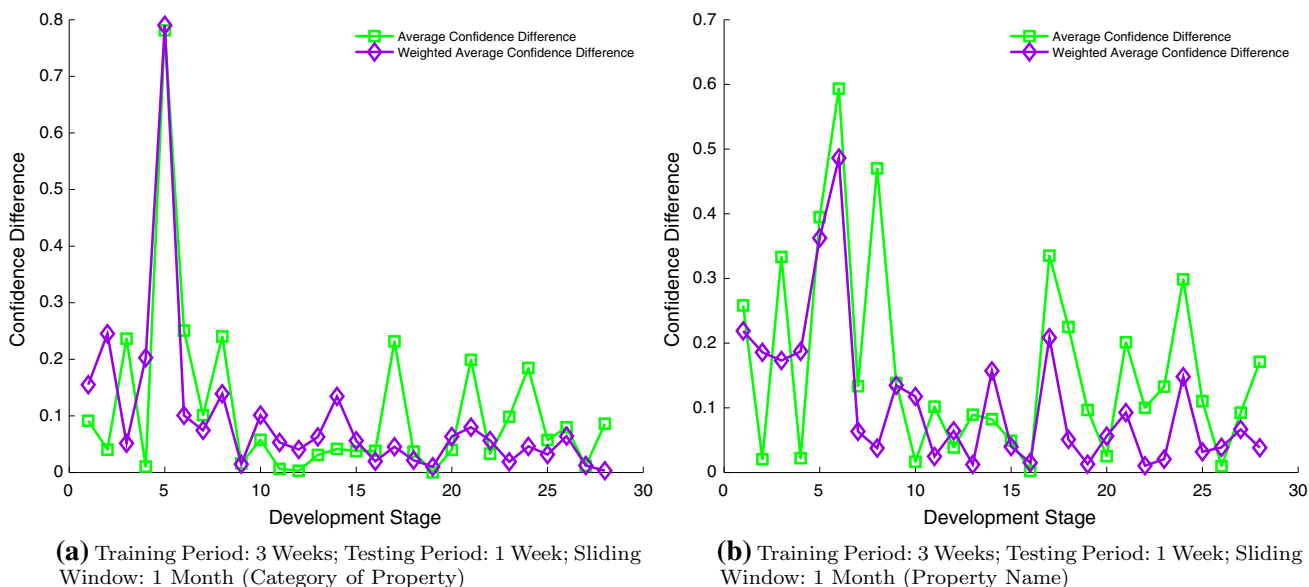 0.8
0.7
0.6
0.5
0.4
0.3
0.2
0.1
0
Confidence Difference
Average Confidence Difference
Weighted Average Confidence Difference
0 5 10 15 20 25 30
Development Stage
(a) Training Period: 3 Weeks; Testing Period: 1 Week; Sliding
Window: 1 Month (Category of Property)
0.7
0.6
0.5
0.4
0.3
0.2
0.1
0
Confidence Difference
Average Confidence Difference
Weighted Average Confidence Difference
0 5 10 15 20 25 30
Development Stage
(b) Training Period: 3 Weeks; Testing Period: 1 Week; Sliding
Window: 1 Month (Property Name)